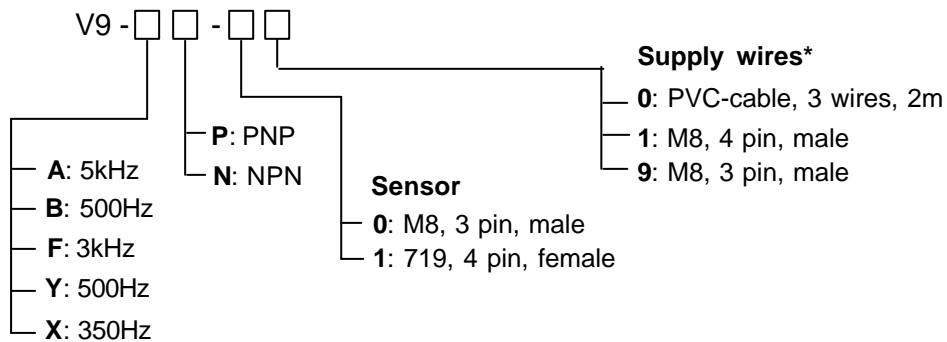 V9 - □ □ - □ □
Supply wires*
0: PVC-cable, 3 wires, 2m
1: M8, 4 pin, male
9: M8, 3 pin, male
P: PNP
N: NPN
Sensor
0: M8, 3 pin, male
1: 719, 4 pin, female
A: 5kHz
B: 500Hz
F: 3kHz
Y: 500Hz
X: 350Hz